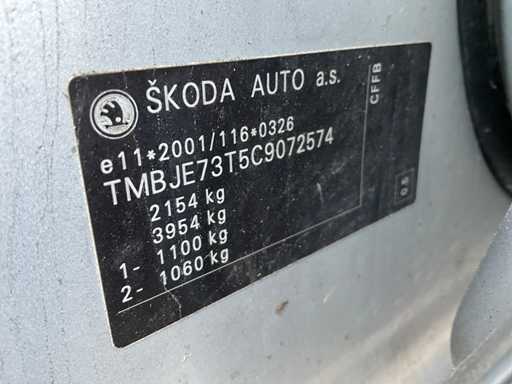 ŠKODA AUTO a.s.
e11*2001/116*0326
TMBJE73T5C9072574
2154 kg
3954 kg
1- 1100 kg
2- 1060 kg
CFFB